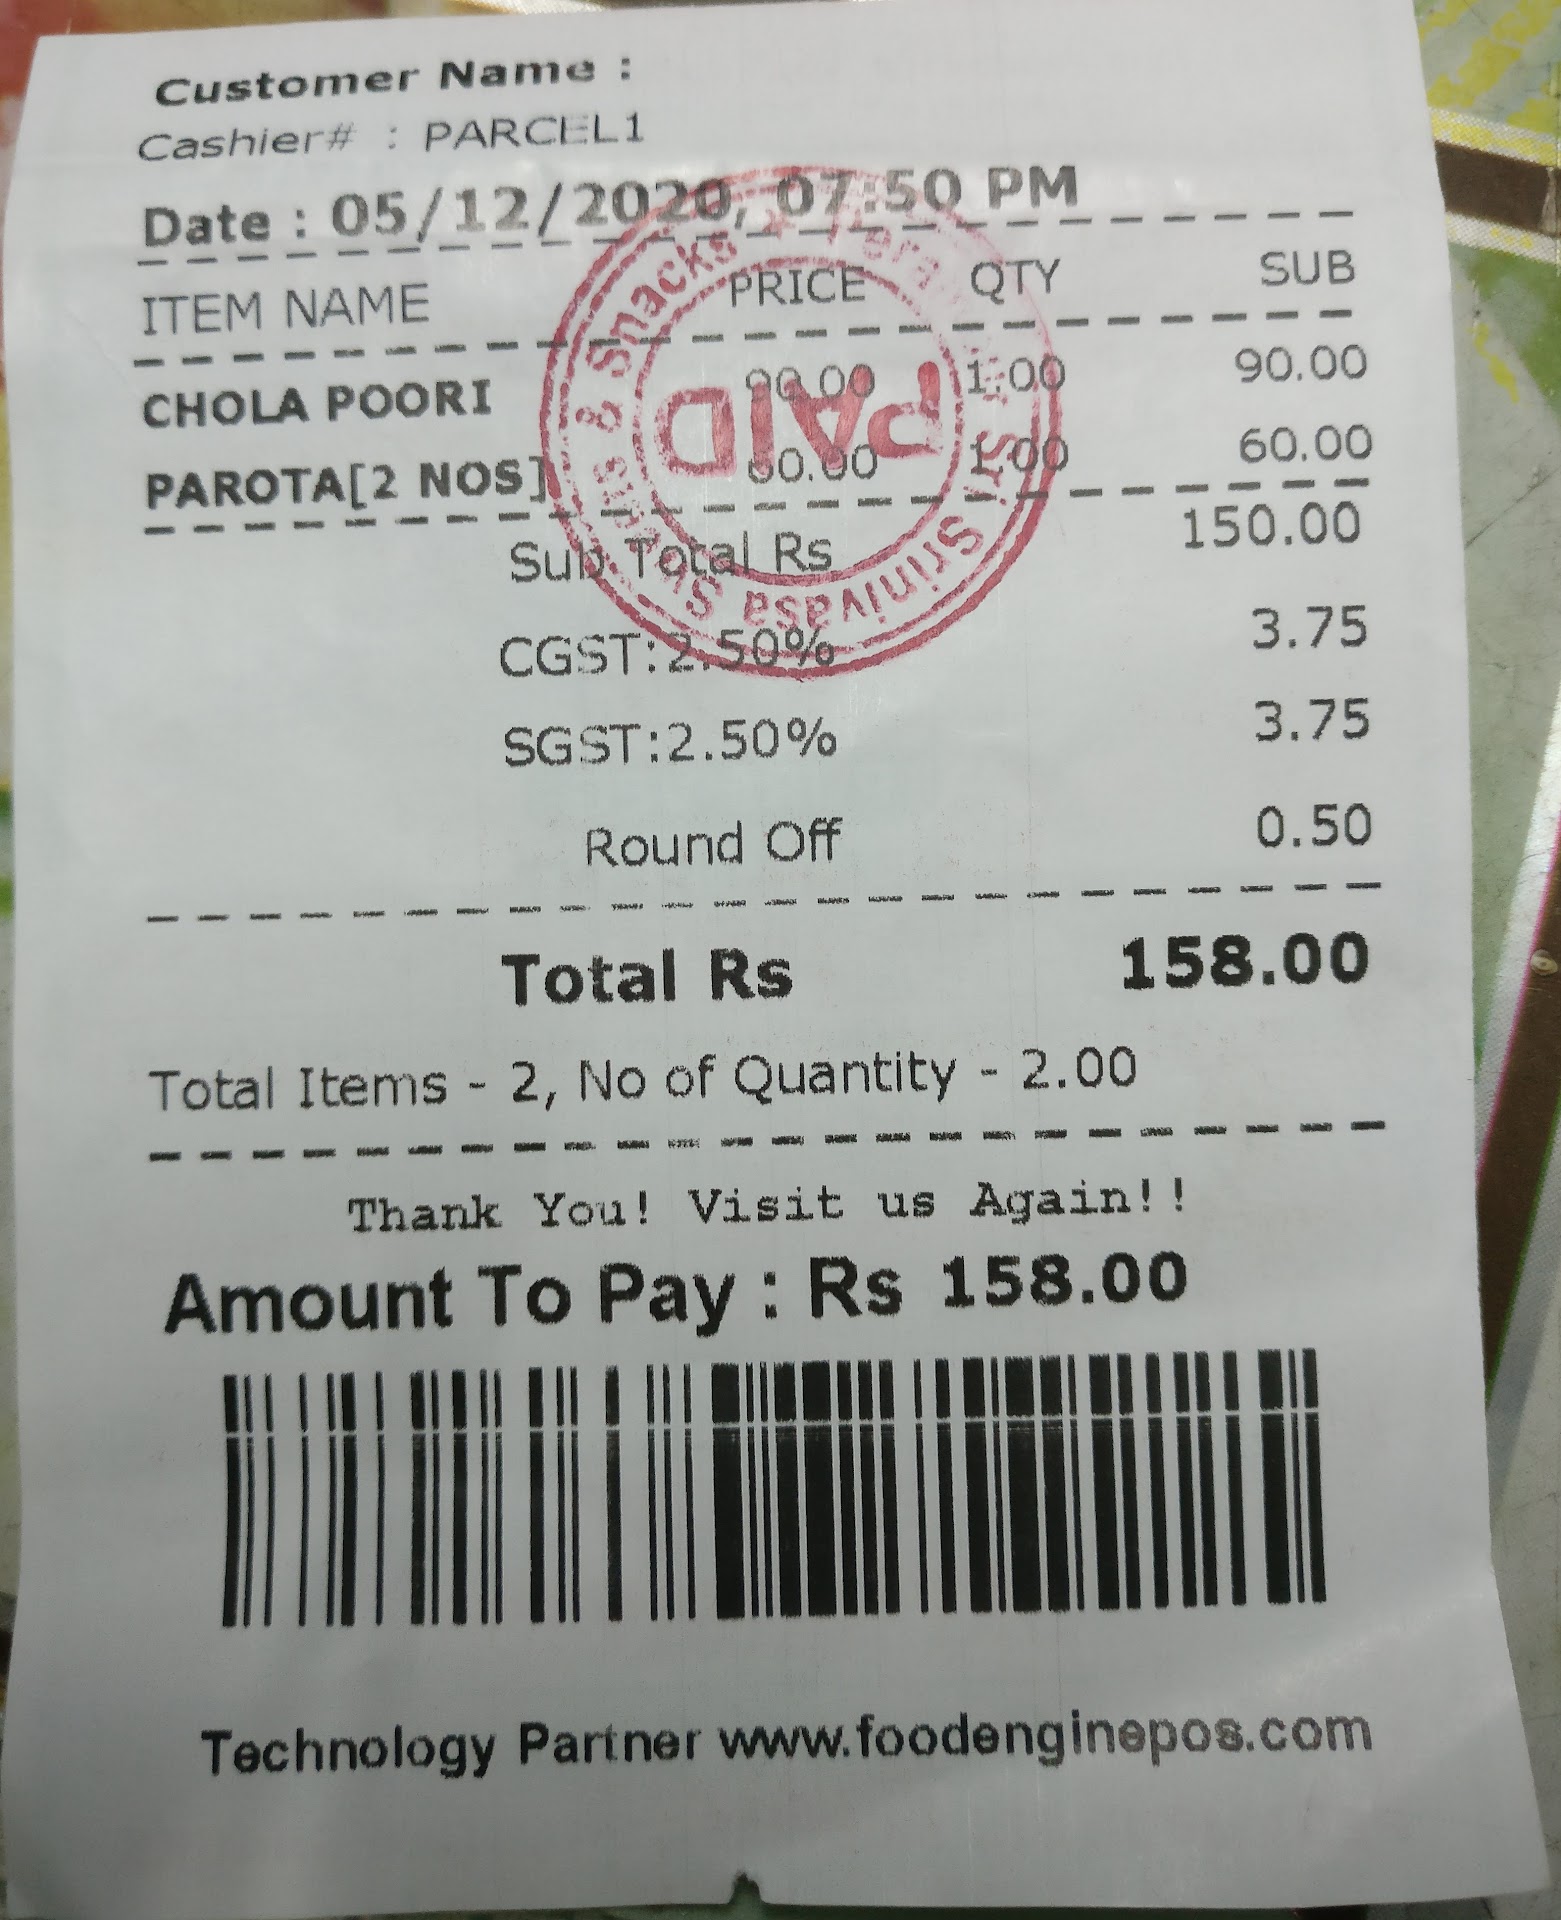 Customer Name :
Cashier# : PARCEL1
Date : 05/12/2020, 07:50 PM
ITEM NAME PRICE QTY SUB
CHOLA POORI 90.00 1.00 90.00
PAROTA[2 NOS] 60.00 1.00 60.00
Sub Total Rs 150.00
CGST:2.50% 3.75
SGST:2.50% 3.75
Round Off 0.50
Total Rs 158.00
Total Items - 2, No of Quantity - 2.00
Thank You! Visit us Again!!
Amount To Pay : Rs 158.00
Technology Partner www.foodenginepos.com
Sri Srinivasa Sweets & Snacks
PAID